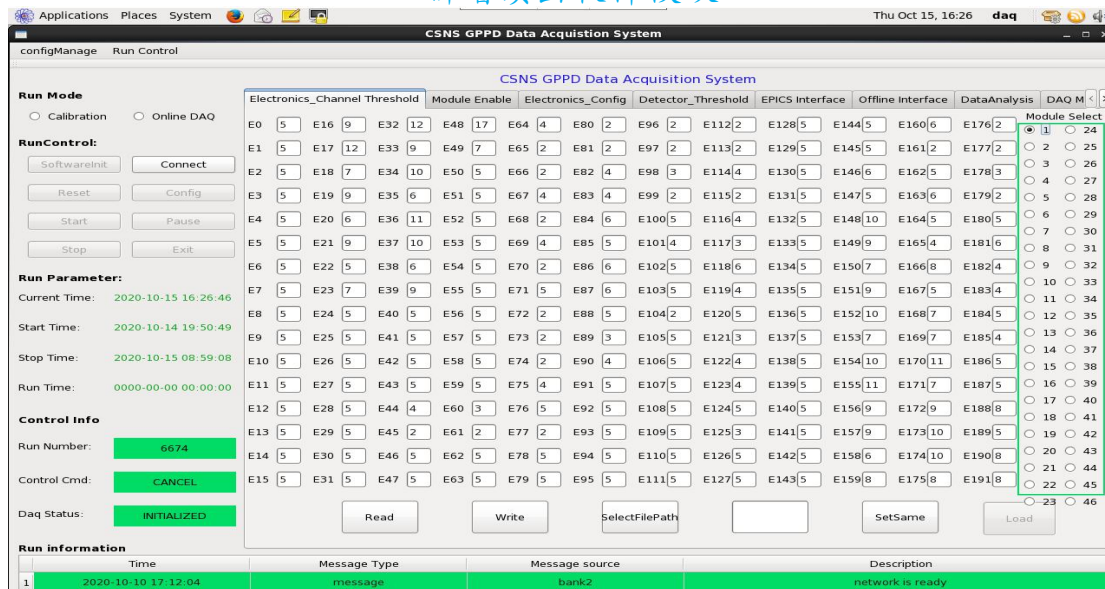 Applications Places System Thu Oct 15, 16:26 daq
CSNS GPPD Data Acquistion System
configManage Run Control
CSNS GPPD Data Acquisition System
Run Mode
Calibration Online DAQ
RunControl:
SoftwareInit Connect
Reset Config
Start Pause
Stop Exit
Run Parameter:
Current Time: 2020-10-15 16:26:46
Start Time: 2020-10-14 19:50:49
Stop Time: 2020-10-15 08:59:08
Run Time: 0000-00-00 00:00:00
Control Info
Run Number: 6674
Control Cmd: CANCEL
Daq Status: INITIALIZED
Electronics_Channel Threshold Module Enable Electronics_Config Detector_Threshold EPICS Interface Offline Interface DataAnalysis DAQ M < >
E0 5 E16 9 E32 12 E48 17 E64 4 E80 2 E96 2 E112 2 E128 5 E144 5 E160 6 E176 2
E1 5 E17 12 E33 9 E49 7 E65 2 E81 2 E97 2 E113 2 E129 5 E145 5 E161 2 E177 2
E2 5 E18 7 E34 10 E50 5 E66 2 E82 4 E98 3 E114 4 E130 5 E146 6 E162 5 E178 3
E3 5 E19 9 E35 6 E51 5 E67 4 E83 4 E99 2 E115 2 E131 5 E147 5 E163 6 E179 2
E4 5 E20 6 E36 11 E52 5 E68 2 E84 6 E100 5 E116 4 E132 5 E148 10 E164 5 E180 5
E5 5 E21 9 E37 10 E53 5 E69 4 E85 5 E101 4 E117 3 E133 5 E149 9 E165 4 E181 6
E6 5 E22 5 E38 6 E54 5 E70 2 E86 6 E102 5 E118 6 E134 5 E150 7 E166 8 E182 4
E7 5 E23 7 E39 9 E55 5 E71 5 E87 6 E103 5 E119 4 E135 5 E151 9 E167 5 E183 4
E8 5 E24 5 E40 5 E56 5 E72 2 E88 5 E104 2 E120 5 E136 5 E152 10 E168 7 E184 5
E9 5 E25 5 E41 5 E57 5 E73 2 E89 3 E105 5 E121 3 E137 5 E153 7 E169 7 E185 4
E10 5 E26 5 E42 5 E58 5 E74 2 E90 4 E106 5 E122 4 E138 5 E154 10 E170 11 E186 5
E11 5 E27 5 E43 5 E59 5 E75 4 E91 5 E107 5 E123 4 E139 5 E155 11 E171 7 E187 5
E12 5 E28 5 E44 4 E60 3 E76 5 E92 5 E108 5 E124 5 E140 5 E156 9 E172 9 E188 8
E13 5 E29 5 E45 2 E61 2 E77 2 E93 5 E109 5 E125 3 E141 5 E157 9 E173 10 E189 5
E14 5 E30 5 E46 5 E62 5 E78 5 E94 5 E110 5 E126 5 E142 5 E158 6 E174 10 E190 8
E15 5 E31 5 E47 5 E63 5 E79 5 E95 5 E111 5 E127 5 E143 5 E159 8 E175 8 E191 8
Module Select
1 24
2 25
3 26
4 27
5 28
6 29
7 30
8 31
9 32
10 33
11 34
12 35
13 36
14 37
15 38
16 39
17 40
18 41
19 42
20 43
21 44
22 45
23 46
Read Write SelectFilePath SetSame Load
Run information
Time Message Type Message source Description
1 2020-10-10 17:12:04 message bank2 network is ready